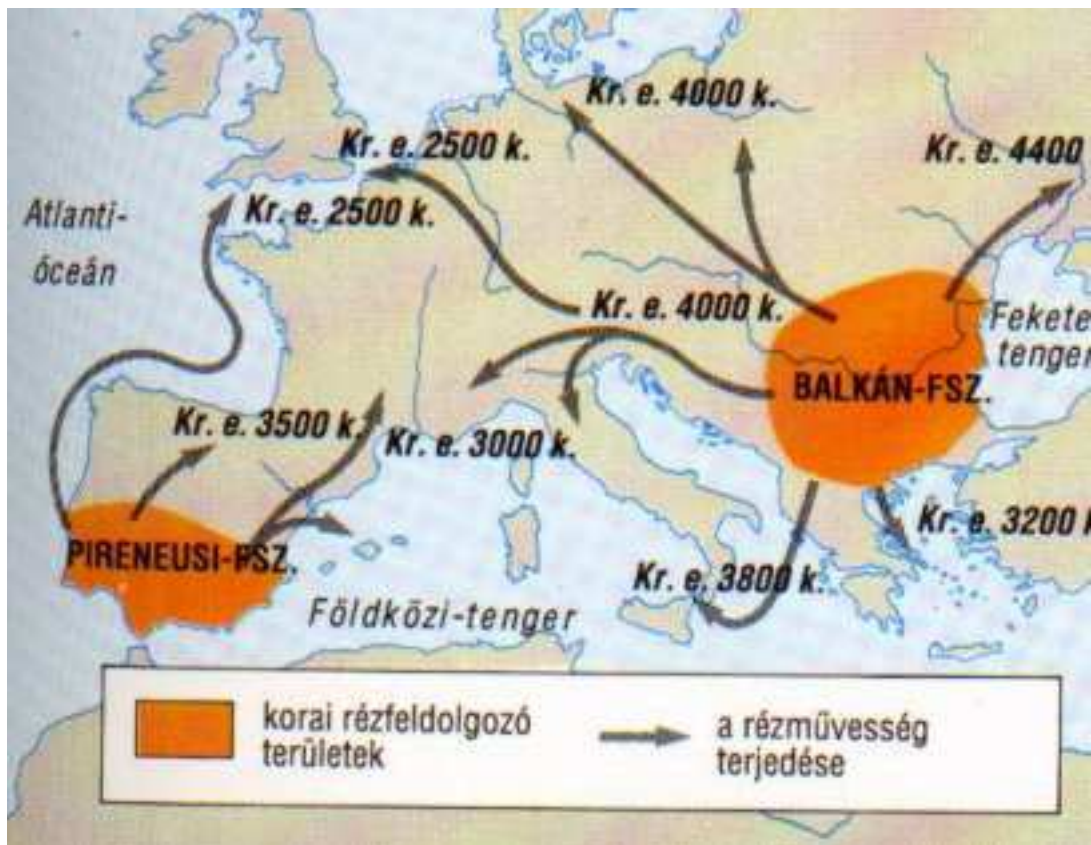 Kr. e. 4000 k.
Kr. e. 2500 k.
Kr. e. 4400
Atlanti-
óceán
Kr. e. 2500 k.
Kr. e. 4000 k.
Fekete
tenger
BALKÁN-FSZ.
Kr. e. 3500 k.
Kr. e. 3000 k.
Kr. e. 3200 k
PIRENEUSI-FSZ.
Kr. e. 3800 k.
Földközi-tenger
korai rézfeldolgozó
területek
a rézművesség
terjedése